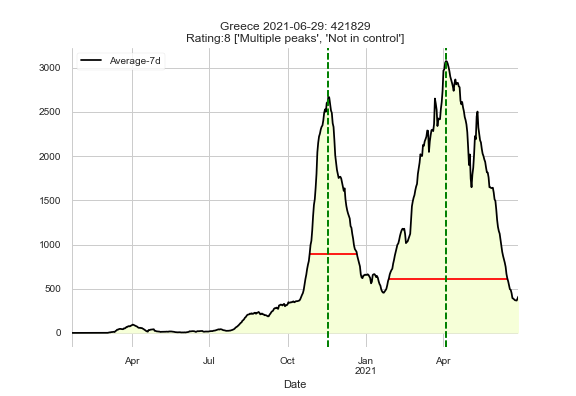 Greece 2021-06-29: 421829
Rating:8 ['Multiple peaks', 'Not in control']
Average-7d
3000
2500
2000
1500
1000
500
0
Apr
Jul
Oct
Jan
2021
Apr
Date